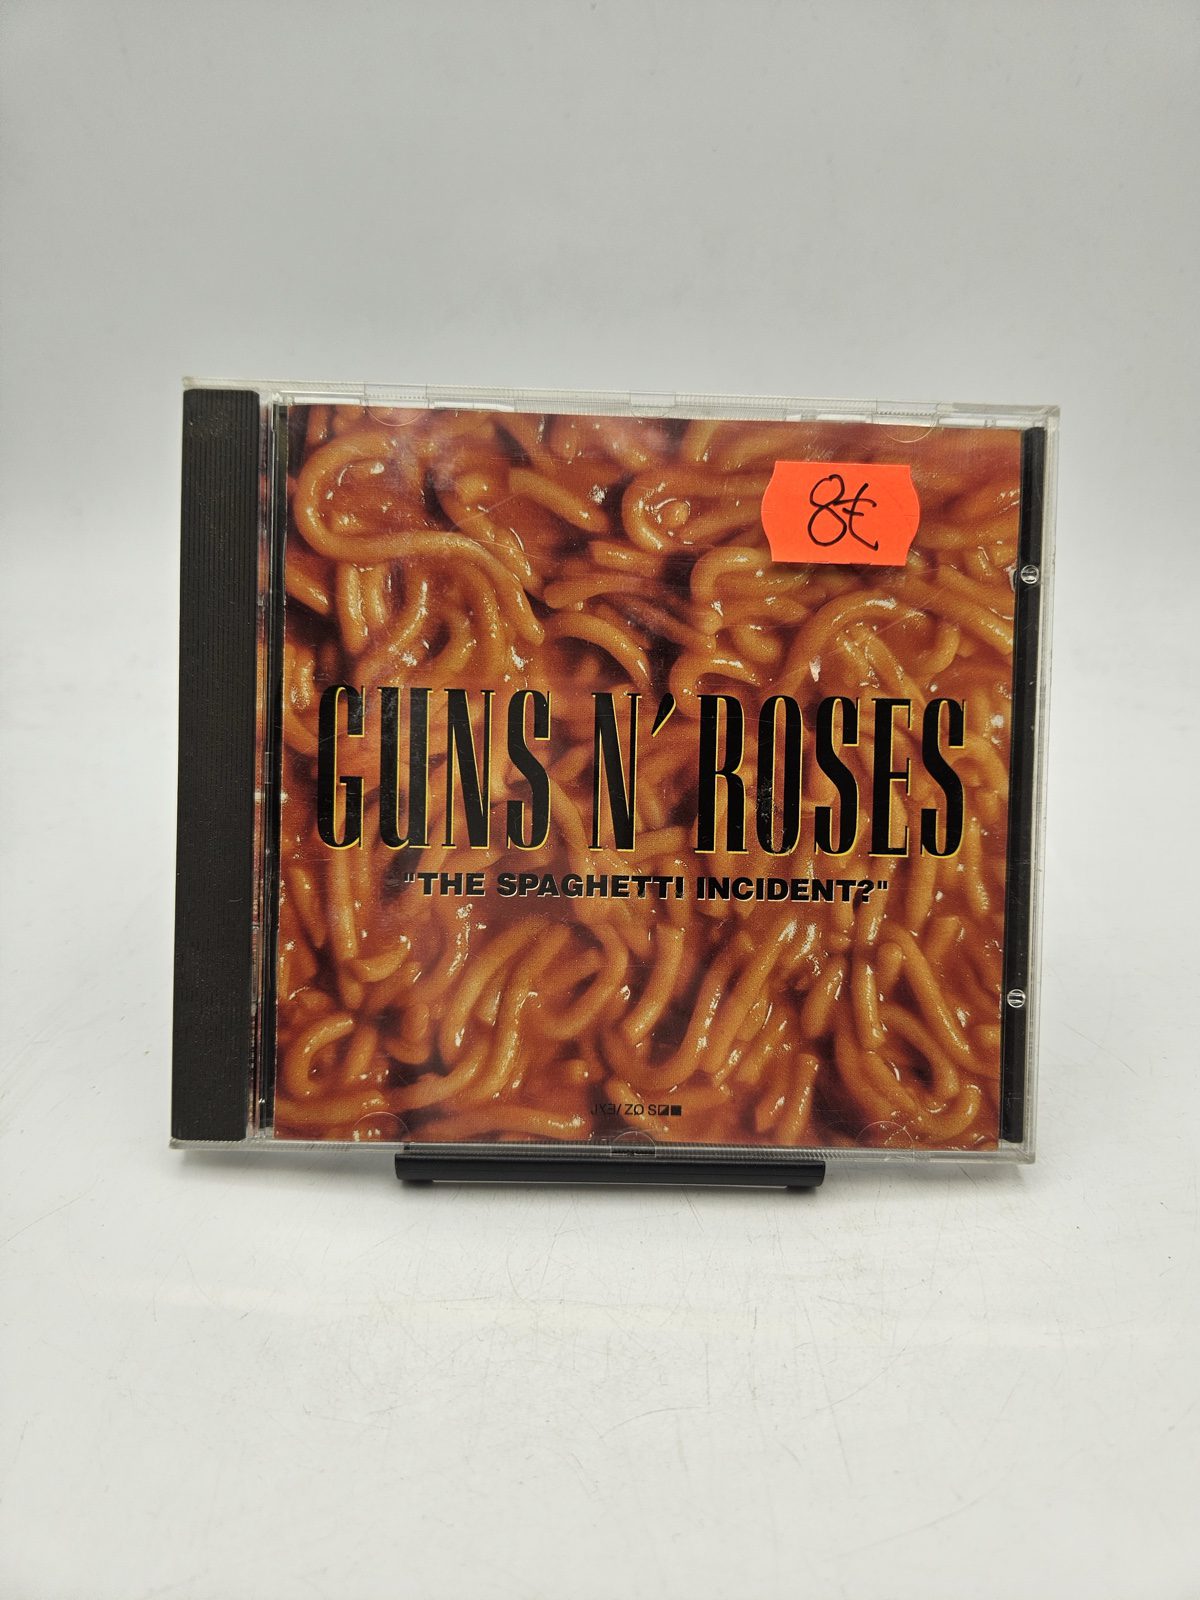 8€
GUNS N' ROSES
"THE SPAGHETTI INCIDENT?"